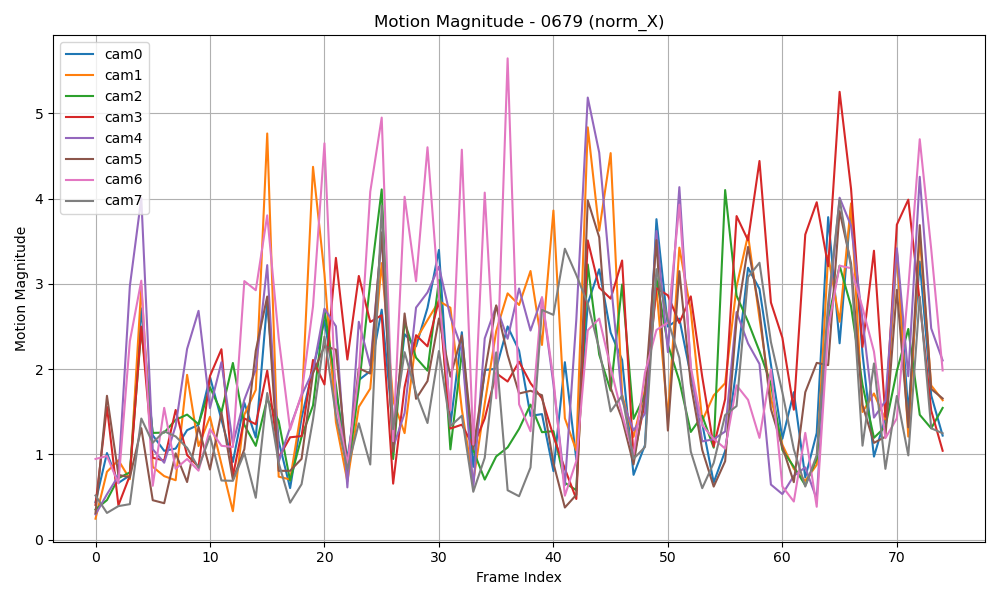 Motion Magnitude - 0679 (norm_X)
cam0
cam1
cam2
cam3
cam4
cam5
cam6
cam7
Motion Magnitude
5
4
3
2
1
0
0 10 20 30 40 50 60 70
Frame Index